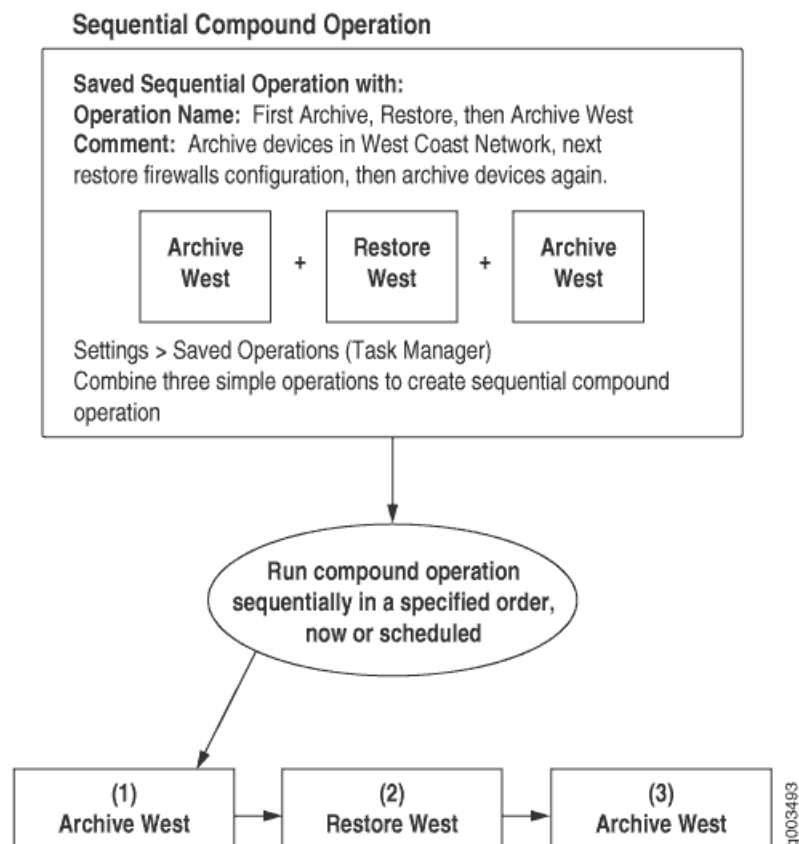 Sequential Compound Operation
Saved Sequential Operation with:
Operation Name: First Archive, Restore, then Archive West
Comment: Archive devices in West Coast Network, next
restore firewalls configuration, then archive devices again.
Archive
West
+
Restore
West
+
Archive
West
Settings > Saved Operations (Task Manager)
Combine three simple operations to create sequential compound
operation
Run compound operation
sequentially in a specified order,
now or scheduled
(1)
Archive West
(2)
Restore West
(3)
Archive West
g003493